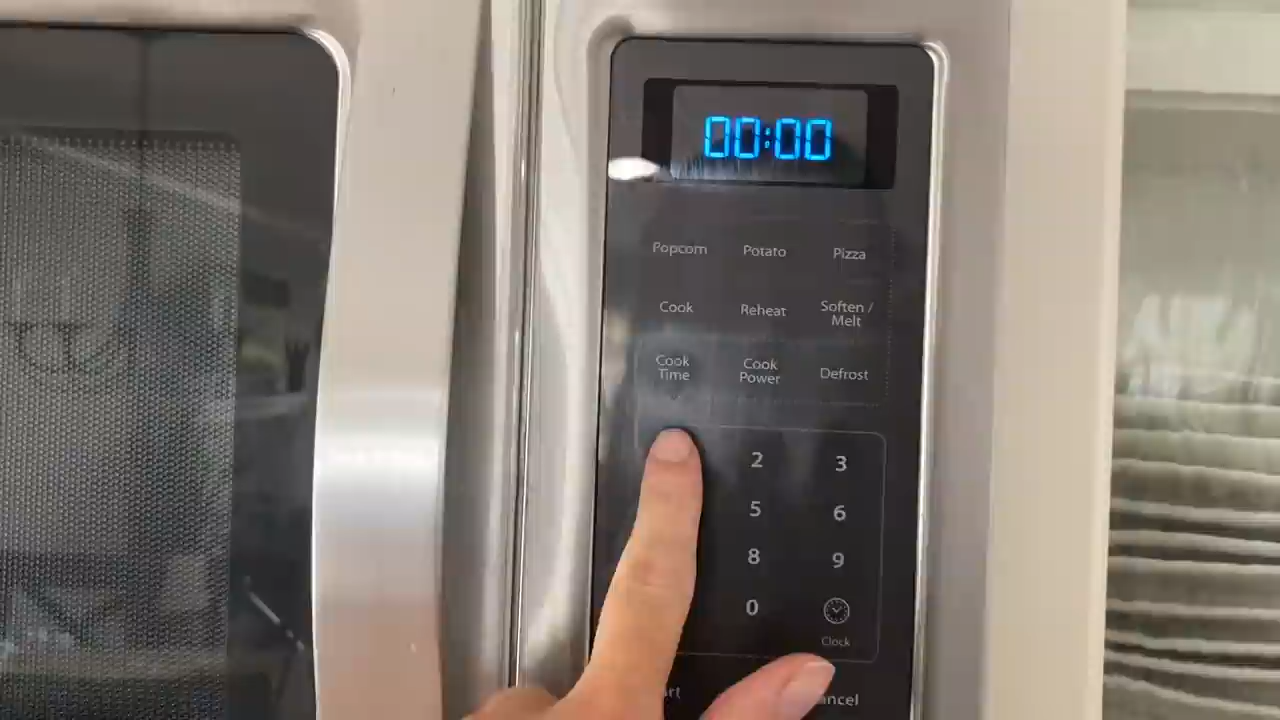 00:00
Popcorn Potato Pizza
Cook Reheat Soften /
Melt
Cook
Time
Cook
Power
Defrost
2 3
5 6
8 9
0
Clock